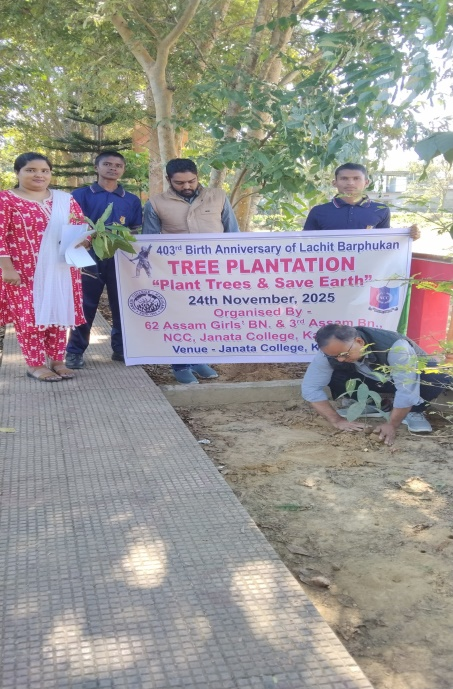 403rd Birth Anniversary of Lachit Barphukan
TREE PLANTATION
"Plant Trees & Save Earth"
24th November, 2025
Organised By -
62 Assam Girls' BN. & 3rd Assam Bn.,
NCC, Janata College,
Venue - Janata College,